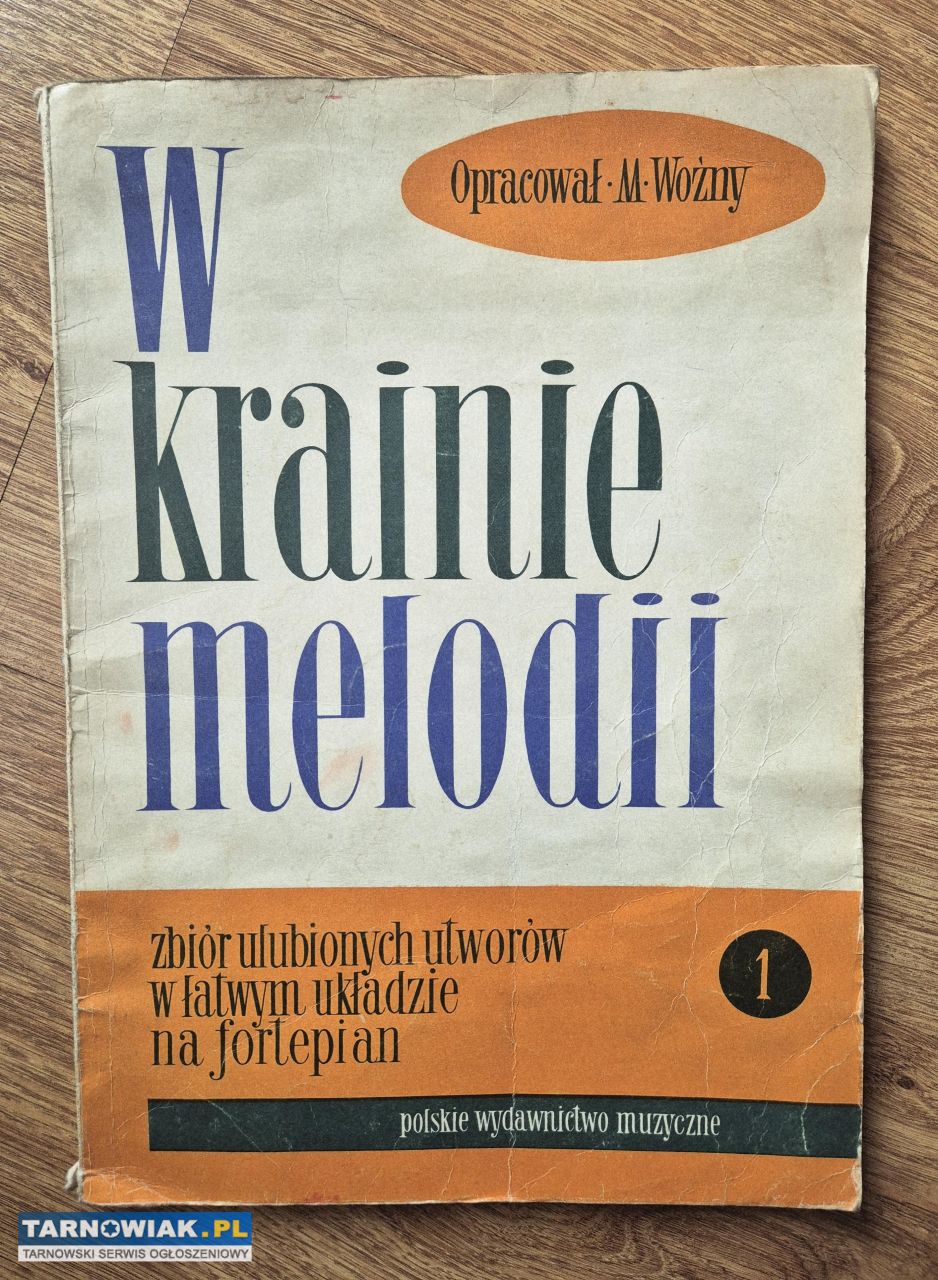 Opracował · M · Woźny
W
krainie
melodii
zbiór ulubionych utworów
w łatwym układzie
na fortepian
1
polskie wydawnictwo muzyczne
TARNOWIAK.PL
TARNOWSKI SERWIS OGŁOSZENIOWY